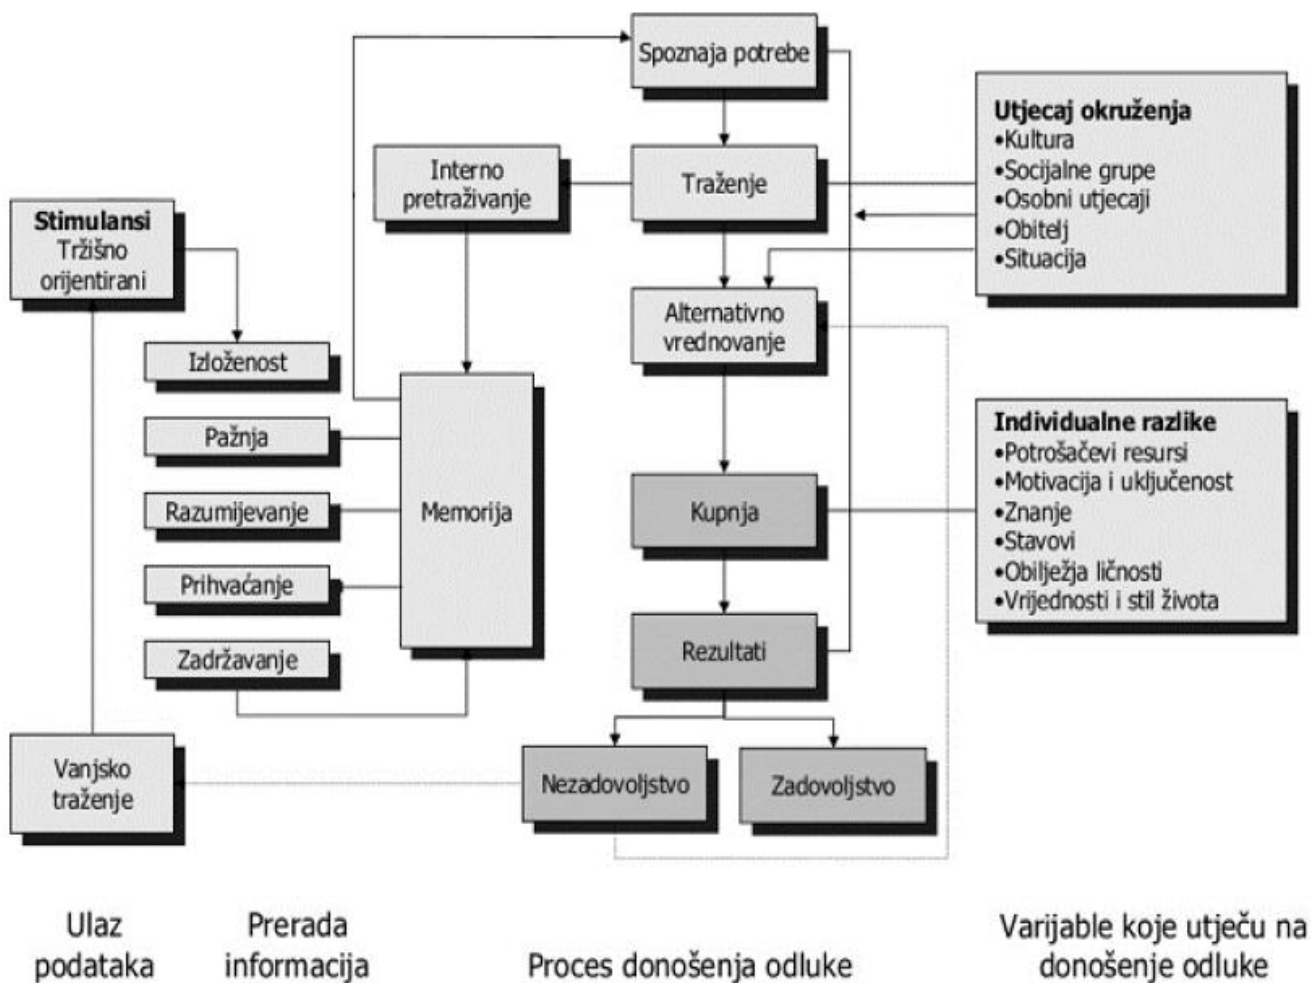 Spoznaja potrebe
Utjecaj okruženja
•Kultura
•Socijalne grupe
•Osobni utjecaji
•Obitelj
•Situacija
Interno
pretraživanje
Traženje
Stimulansi
Tržišno
orijentirani
Alternativno
vrednovanje
Izloženost
Pažnja
Razumijevanje
Prihvaćanje
Zadržavanje
Memorija
Kupnja
Individualne razlike
•Potrošačevi resursi
•Motivacija i uključenost
•Znanje
•Stavovi
•Obilježja ličnosti
•Vrijednosti i stil života
Rezultati
Vanjsko
traženje
Nezadovoljstvo
Zadovoljstvo
Ulaz
podataka
Prerada
informacija
Proces donošenja odluke
Varijable koje utječu na
donošenje odluke